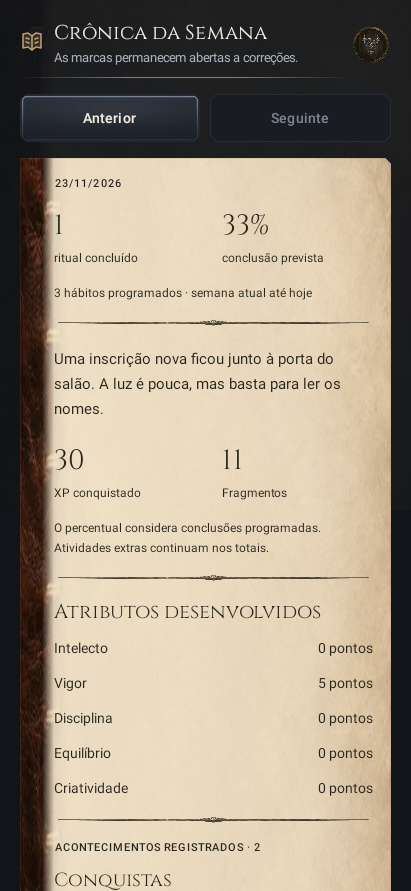 Crônica da Semana
As marcas permanecem abertas a correções.
Anterior
Seguinte
23/11/2026
1
33%
ritual concluído
conclusão prevista
3 hábitos programados · semana atual até hoje
Uma inscrição nova ficou junto à porta do
salão. A luz é pouca, mas basta para ler os
nomes.
30
11
XP conquistado
Fragmentos
O percentual considera conclusões programadas.
Atividades extras continuam nos totais.
Atributos desenvolvidos
Intelecto 0 pontos
Vigor 5 pontos
Disciplina 0 pontos
Equilíbrio 0 pontos
Criatividade 0 pontos
ACONTECIMENTOS REGISTRADOS · 2
Conquistas